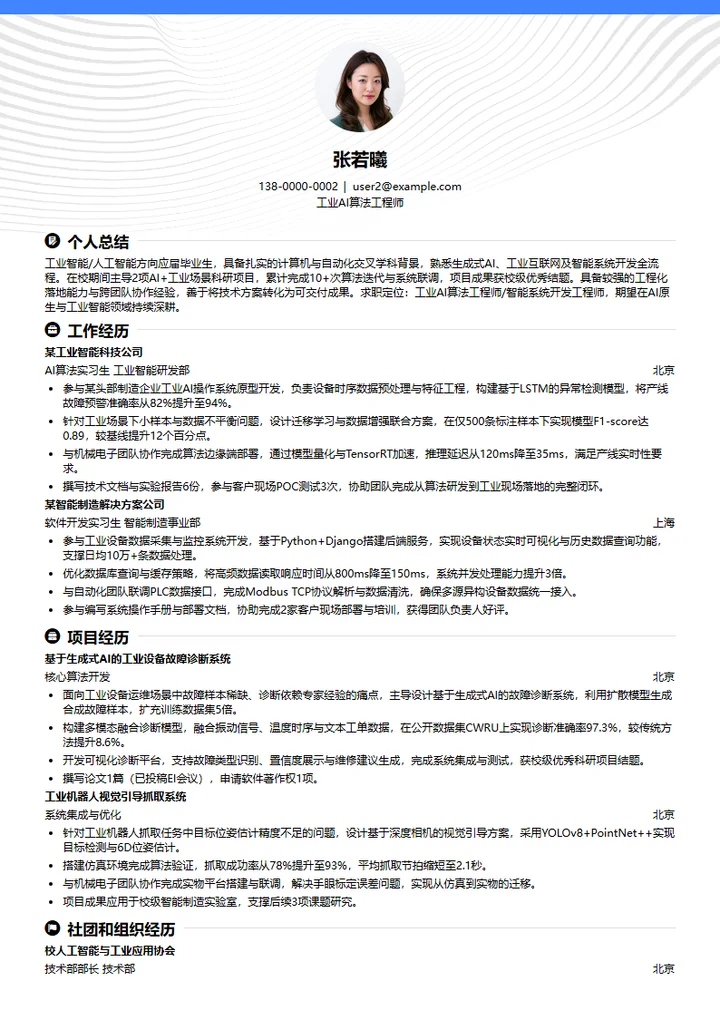 张若曦
138-0000-0002 | user2@example.com
工业AI算法工程师
个人总结
工业智能/人工智能方向应届毕业生，具备扎实的计算机与自动化交叉学科背景，熟悉生成式AI、工业互联网及智能系统开发全流
程。在校期间主导2项AI+工业场景科研项目，累计完成10+次算法迭代与系统联调，项目成果获校级优秀结题。具备较强的工程化
落地能力与跨团队协作经验，善于将技术方案转化为可交付成果。求职定位：工业AI算法工程师/智能系统开发工程师，期望在AI原
生与工业智能领域持续深耕。
工作经历
某工业智能科技公司
AI算法实习生 工业智能研发部 北京
• 参与某头部制造企业工业AI操作系统原型开发，负责设备时序数据预处理与特征工程，构建基于LSTM的异常检测模型，将产线
故障预警准确率从82%提升至94%。
• 针对工业场景下小样本与数据不平衡问题，设计迁移学习与数据增强联合方案，在仅500条标注样本下实现模型F1-score达
0.89，较基线提升12个百分点。
• 与机械电子团队协作完成算法边缘端部署，通过模型量化与TensorRT加速，推理延迟从120ms降至35ms，满足产线实时性要
求。
• 撰写技术文档与实验报告6份，参与客户现场POC测试3次，协助团队完成从算法研发到工业现场落地的完整闭环。
某智能制造解决方案公司
软件开发实习生 智能制造事业部 上海
• 参与工业设备数据采集与监控系统开发，基于Python+Django搭建后端服务，实现设备状态实时可视化与历史数据查询功能，
支撑日均10万+条数据处理。
• 优化数据库查询与缓存策略，将高频数据读取响应时间从800ms降至150ms，系统并发处理能力提升3倍。
• 与自动化团队联调PLC数据接口，完成Modbus TCP协议解析与数据清洗，确保多源异构设备数据统一接入。
• 参与编写系统操作手册与部署文档，协助完成2家客户现场部署与培训，获得团队负责人好评。
项目经历
基于生成式AI的工业设备故障诊断系统
核心算法开发 北京
• 面向工业设备运维场景中故障样本稀缺、诊断依赖专家经验的痛点，主导设计基于生成式AI的故障诊断系统，利用扩散模型生成
合成故障样本，扩充训练数据集5倍。
• 构建多模态融合诊断模型，融合振动信号、温度时序与文本工单数据，在公开数据集CWRU上实现诊断准确率97.3%，较传统方
法提升8.6%。
• 开发可视化诊断平台，支持故障类型识别、置信度展示与维修建议生成，完成系统集成与测试，获校级优秀科研项目结题。
• 撰写论文1篇（已投稿EI会议），申请软件著作权1项。
工业机器人视觉引导抓取系统
系统集成与优化 北京
• 针对工业机器人抓取任务中目标位姿估计精度不足的问题，设计基于深度相机的视觉引导方案，采用YOLOv8+PointNet++实现
目标检测与6D位姿估计。
• 搭建仿真环境完成算法验证，抓取成功率从78%提升至93%，平均抓取节拍缩短至2.1秒。
• 与机械电子团队协作完成实物平台搭建与联调，解决手眼标定误差问题，实现从仿真到实物的迁移。
• 项目成果应用于校级智能制造实验室，支撑后续3项课题研究。
社团和组织经历
校人工智能与工业应用协会
技术部部长 技术部 北京